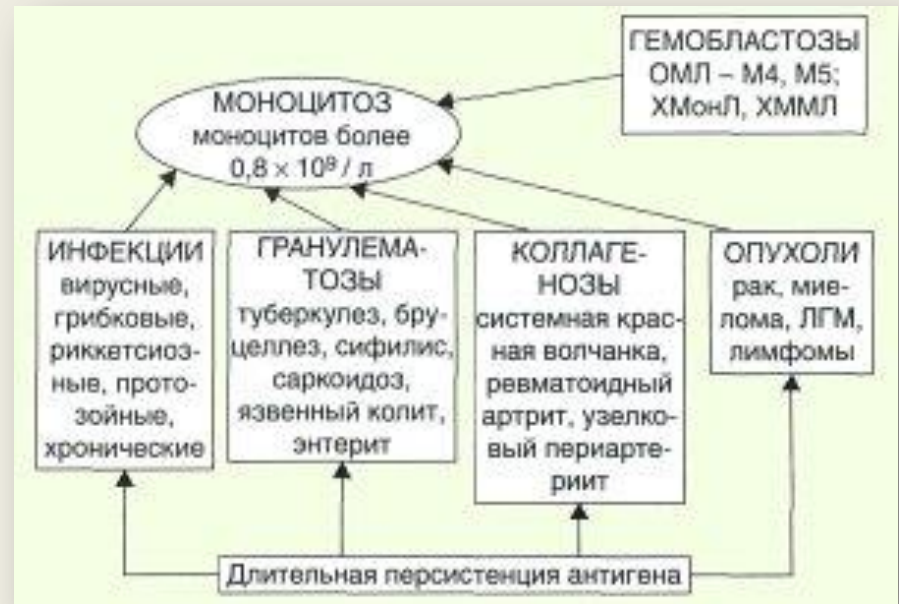 ГЕМОБЛАСТОЗЫ
ОМЛ – М4, М5;
ХМонЛ, ХММЛ
МОНОЦИТОЗ
моноцитов более
0,8 × 10⁹ / л
ИНФЕКЦИИ
вирусные,
грибковые,
риккетсиоз-
ные, прото-
зойные,
хронические
ГРАНУЛЕМА-
ТОЗЫ
туберкулез, бру-
целлез, сифилис,
саркоидоз,
язвенный колит,
энтерит
КОЛЛАГЕ-
НОЗЫ
системная крас-
ная волчанка,
ревматоидный
артрит, узелко-
вый периарте-
риит
ОПУХОЛИ
рак, мие-
лома, ЛГМ,
лимфомы
Длительная персистенция антигена